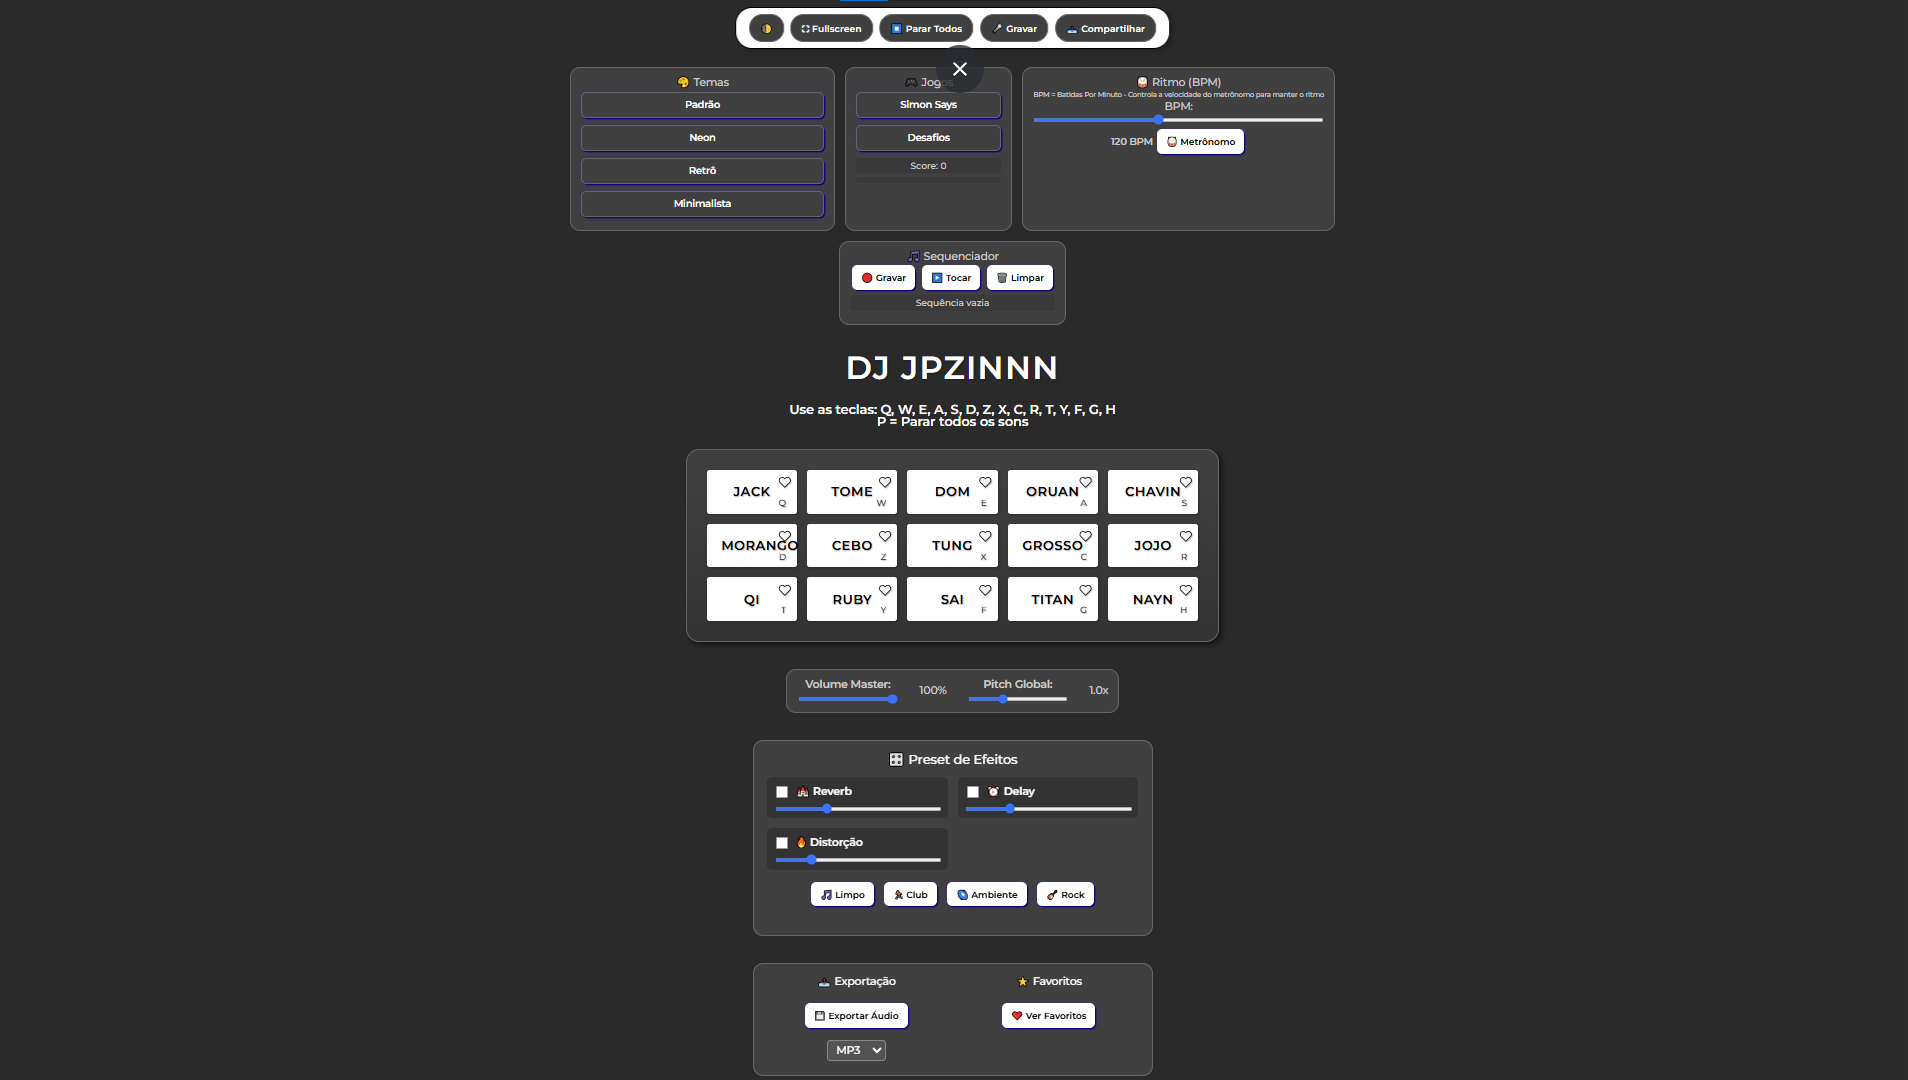 Fullscreen
Parar Todos
Gravar
Compartilhar
Temas
Padrão
Neon
Retrô
Minimalista
Jogos
Simon Says
Desafios
Score: 0
Ritmo (BPM)
BPM = Batidas Por Minuto - Controla a velocidade do metrônomo para manter o ritmo
BPM:
120 BPM
Metrônomo
Sequenciador
Gravar
Tocar
Limpar
Sequência vazia
DJ JPZINNN
Use as teclas: Q, W, E, A, S, D, Z, X, C, R, T, Y, F, G, H
P = Parar todos os sons
JACK Q
TOME W
DOM E
ORUAN A
CHAVIN S
MORANGO D
CEBO Z
TUNG X
GROSSO C
JOJO R
QI T
RUBY Y
SAI F
TITAN G
NAYN H
Volume Master:
100%
Pitch Global:
1.0x
Preset de Efeitos
Reverb
Delay
Distorção
Limpo
Club
Ambiente
Rock
Exportação
Exportar Áudio
MP3
Favoritos
Ver Favoritos